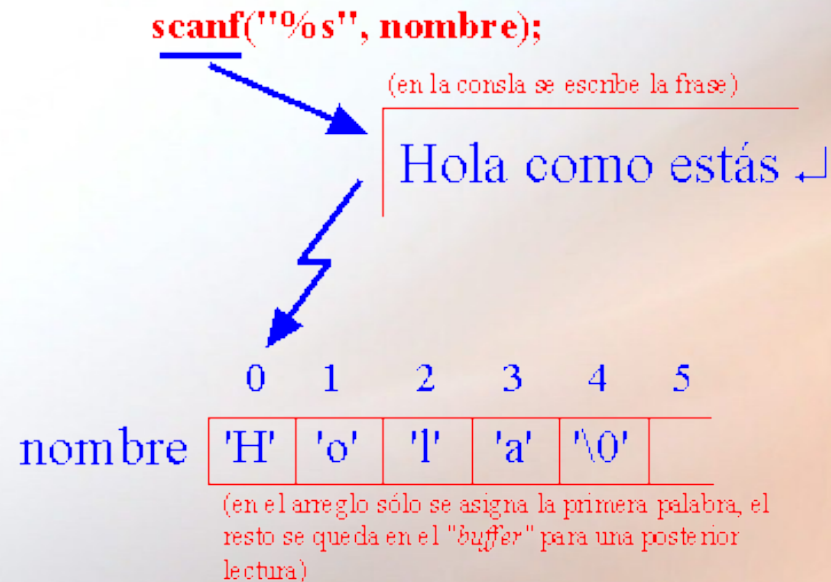 scanf("%s", nombre);
(en la consla se escribe la frase)
Hola como estás ↵
0 1 2 3 4 5
nombre 'H' 'o' 'l' 'a' '\0'
(en el arreglo sólo se asigna la primera palabra, el
resto se queda en el "buffer" para una posterior
lectura)